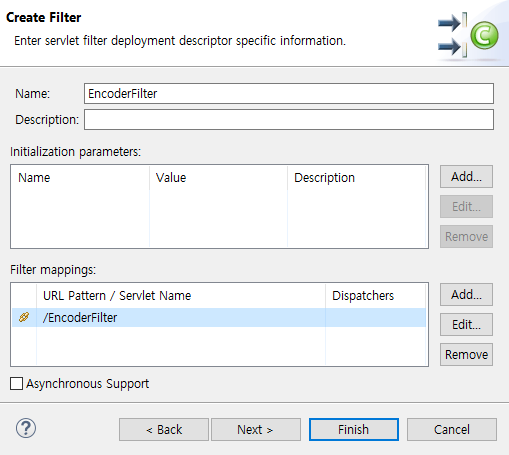 Create Filter
Enter servlet filter deployment descriptor specific information.
Name: EncoderFilter
Description:
Initialization parameters:
Name Value Description
Add...
Edit...
Remove
Filter mappings:
URL Pattern / Servlet Name Dispatchers
/EncoderFilter
Add...
Edit...
Remove
Asynchronous Support
? < Back Next > Finish Cancel